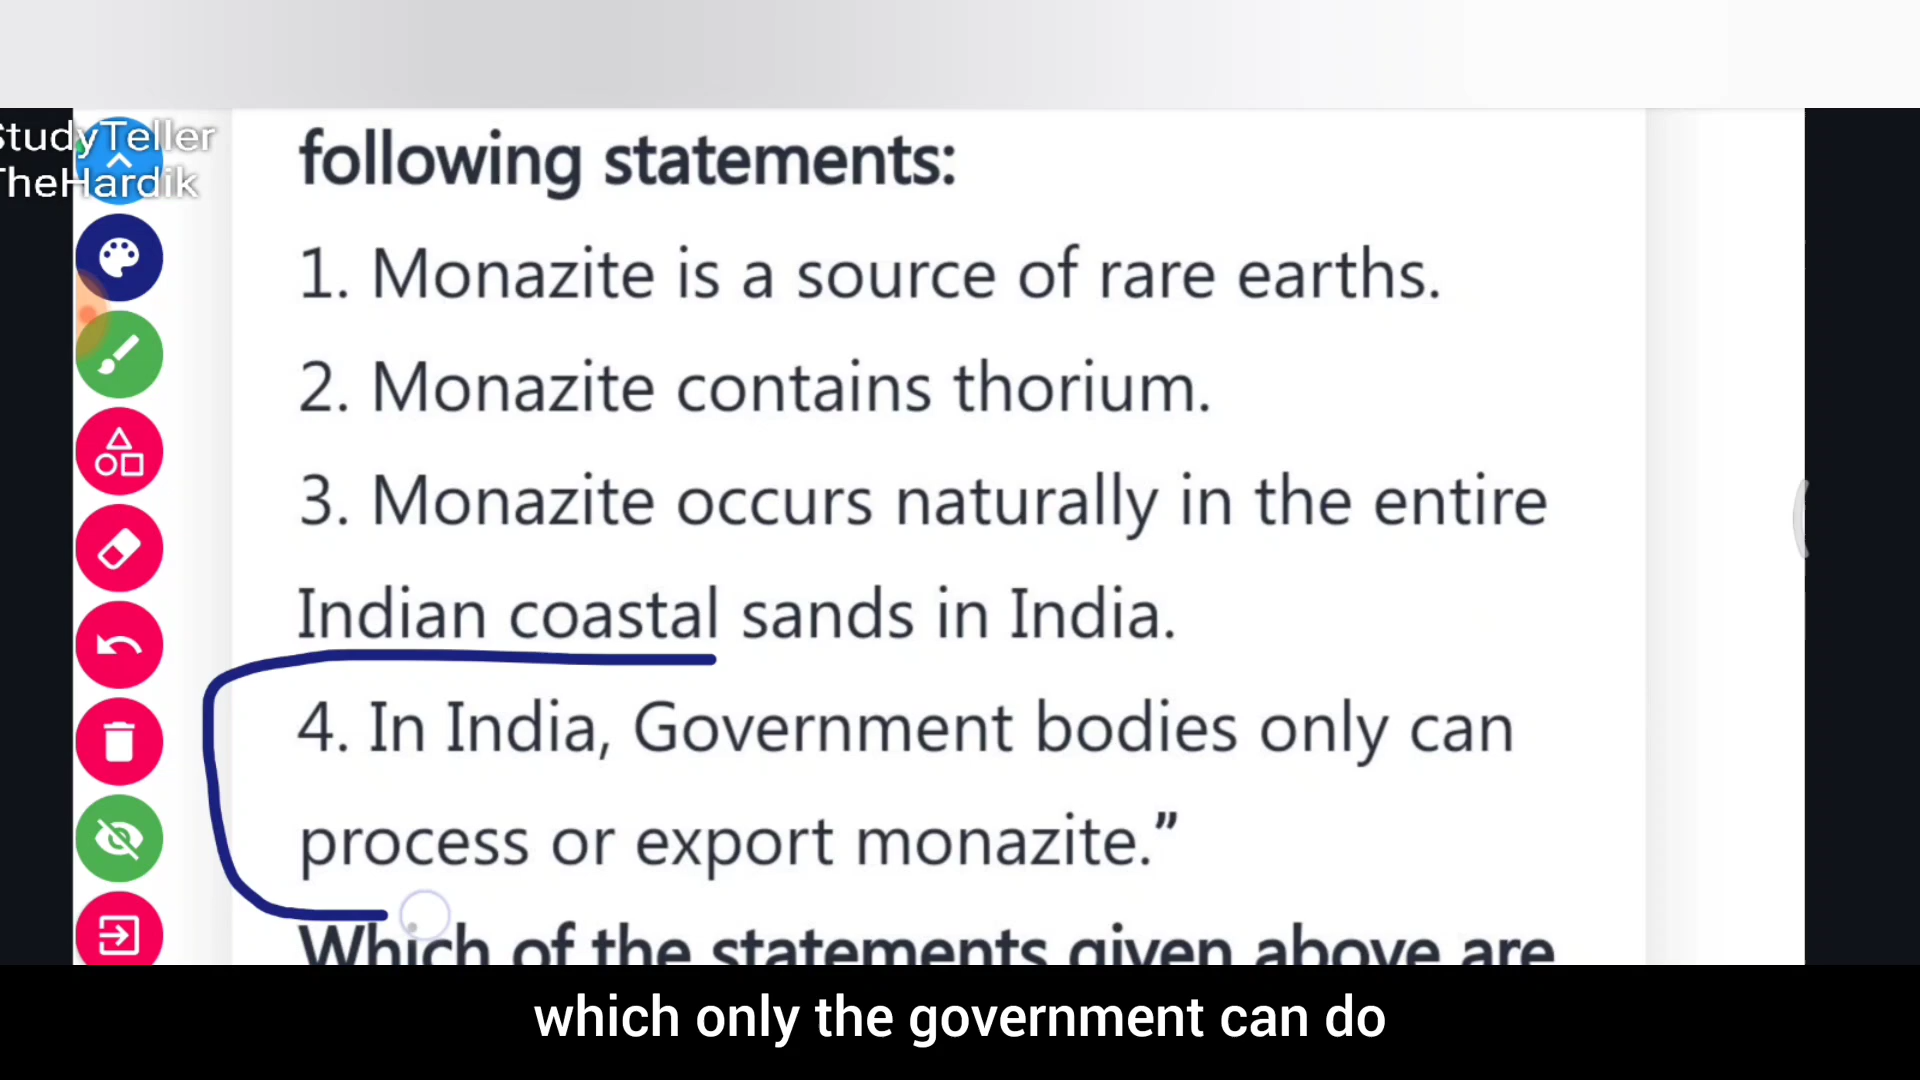 StudyTeller
TheHardik
following statements:
1. Monazite is a source of rare earths.
2. Monazite contains thorium.
3. Monazite occurs naturally in the entire
Indian coastal sands in India.
4. In India, Government bodies only can
process or export monazite.”
Which of the statements given above are
which only the government can do